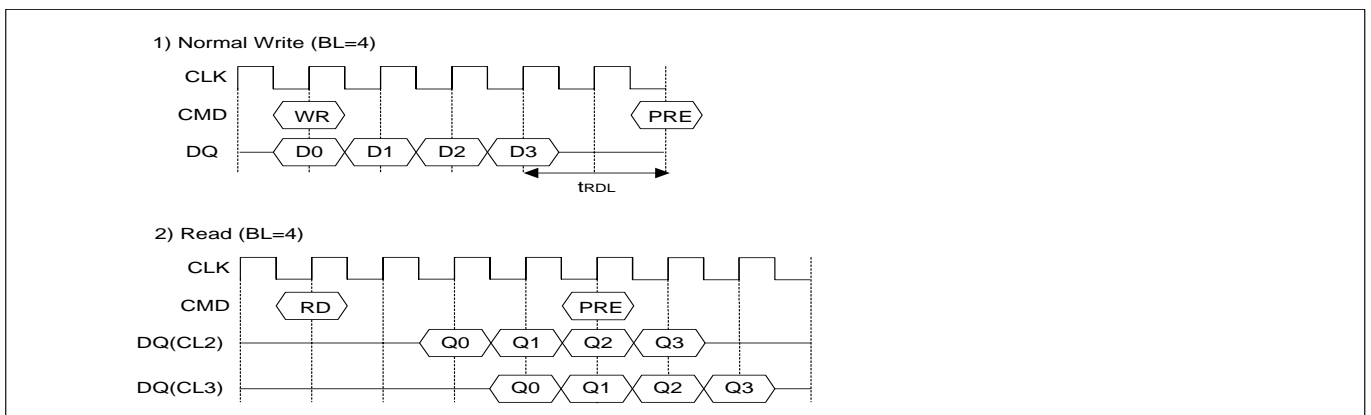 1) Normal Write (BL=4)
CLK
CMD WR PRE
DQ D0 D1 D2 D3
tRDL
2) Read (BL=4)
CLK
CMD RD PRE
DQ(CL2) Q0 Q1 Q2 Q3
DQ(CL3) Q0 Q1 Q2 Q3